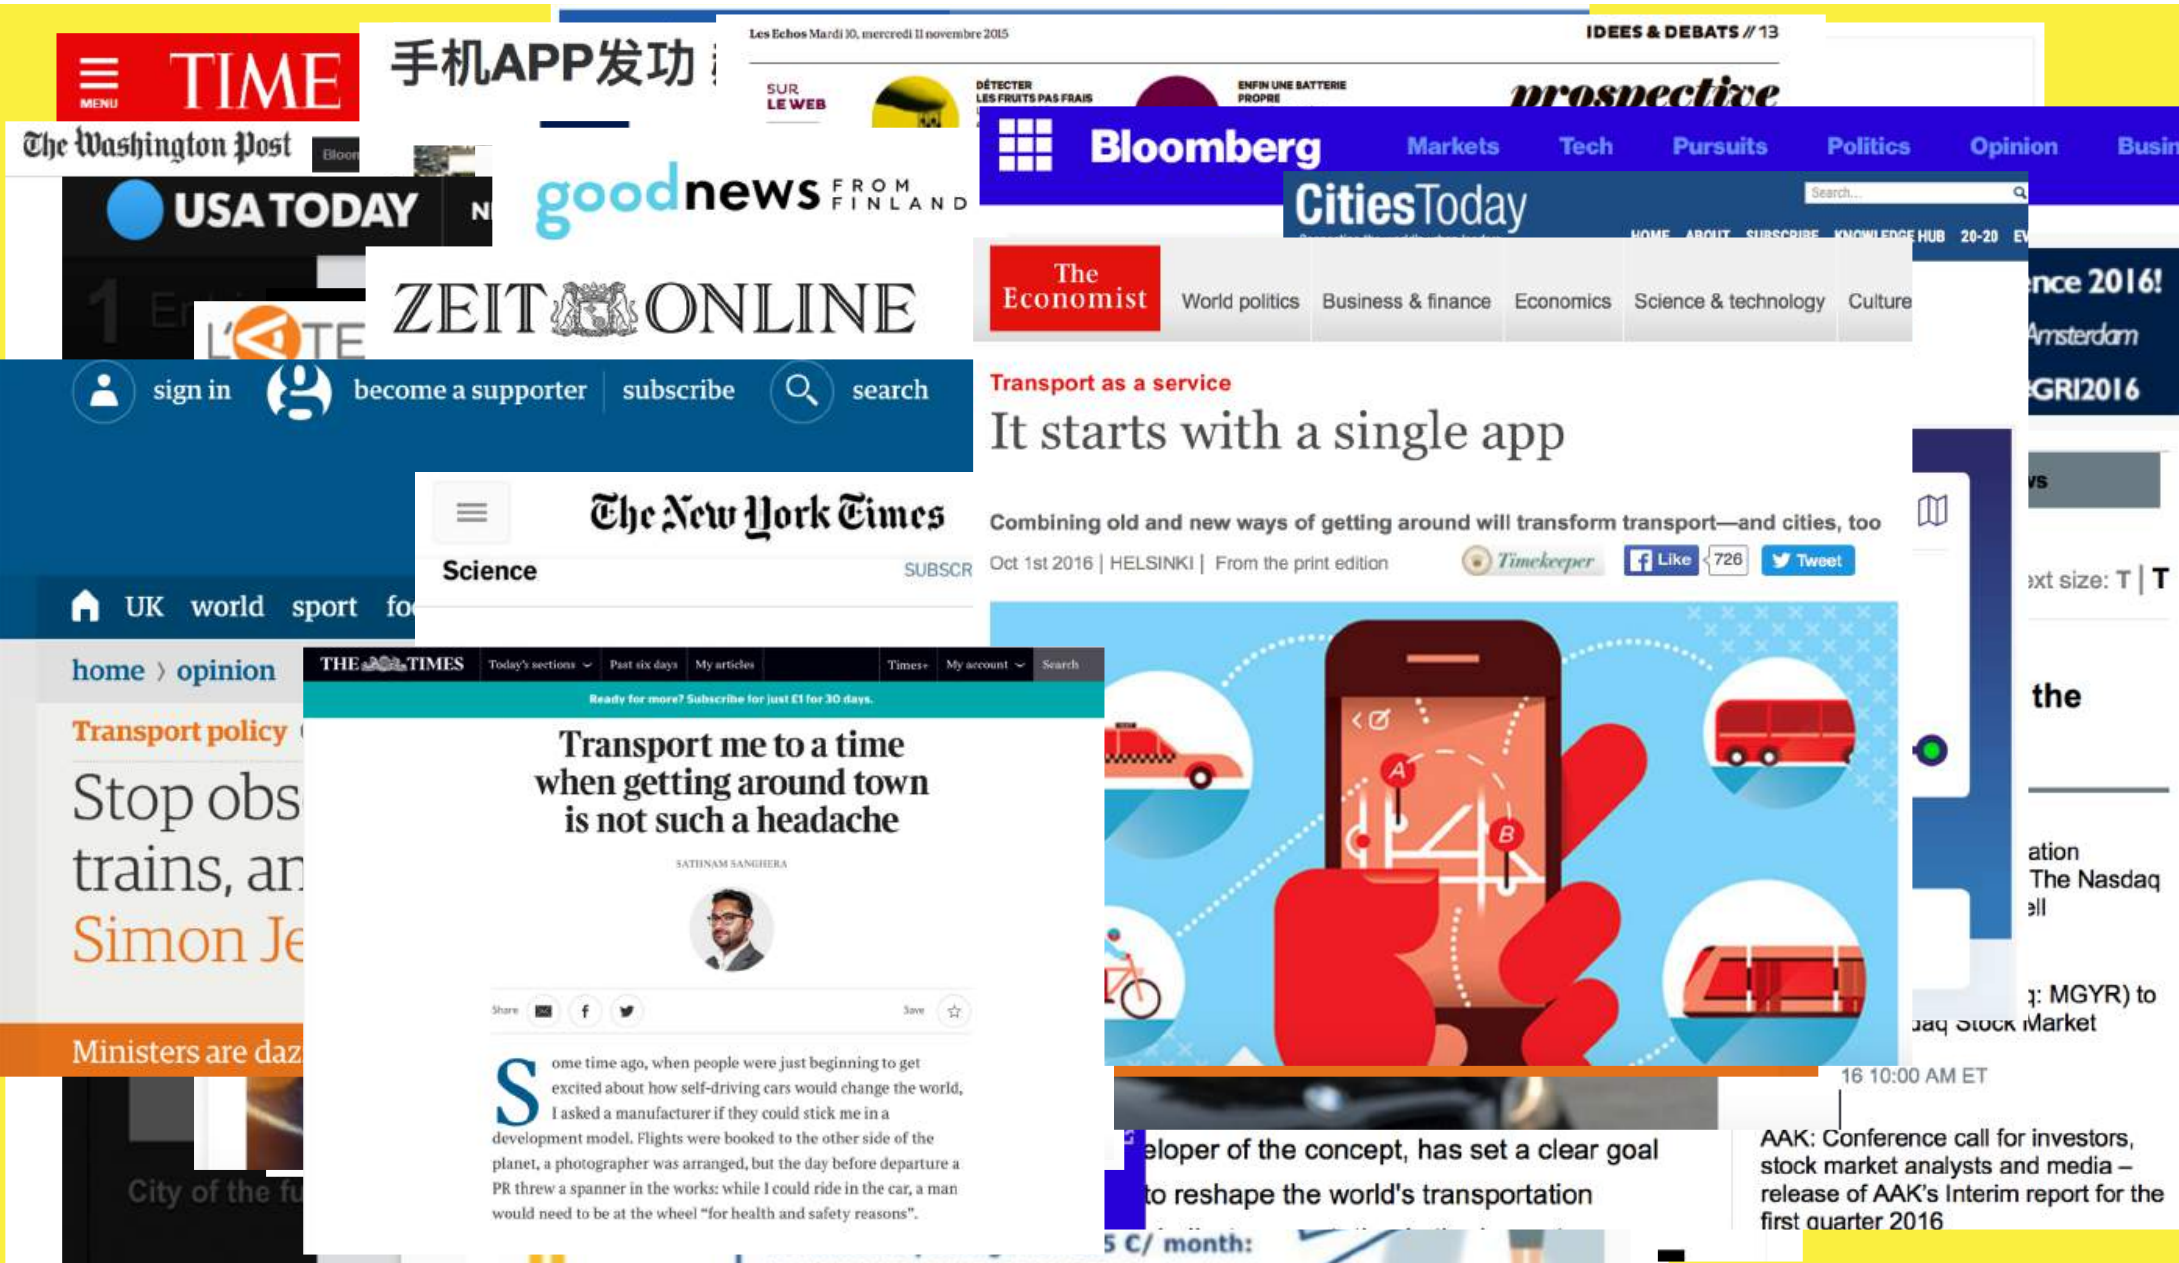 MENU
TIME
手机APP发功
Les Echos Mardi 10, mercredi 11 novembre 2015
IDEES & DEBATS // 13
SUR
LE WEB
DÉTECTER
LES FRUITS PAS FRAIS
ENFIN UNE BATTERIE
PROPRE
prospective
The Washington Post
Bloom
Bloomberg
Markets
Tech
Pursuits
Politics
Opinion
Busin
USA TODAY
goodnews FROM
FINLAND
CitiesToday
Search...
HOME ABOUT SUBSCRIBE KNOWLEDGE HUB 20-20
ZEIT ONLINE
The
Economist
World politics
Business & finance
Economics
Science & technology
Culture
ence 2016!
Amsterdam
#GRI2016
sign in
become a supporter
subscribe
search
Transport as a service
It starts with a single app
Combining old and new ways of getting around will transform transport—and cities, too
Oct 1st 2016 | HELSINKI | From the print edition
Timekeeper
Like
726
Tweet
The New York Times
Science
SUBSCR
ext size: T | T
UK world sport foo
home > opinion
Transport policy
Stop obs
trains, an
Simon Je
Ministers are daz
THE TIMES
Today's sections
Past six days
My articles
Times+
My account
Search
Ready for more? Subscribe for just £1 for 30 days.
Transport me to a time
when getting around town
is not such a headache
SATHNAM SANGHERA
Share
Save
Some time ago, when people were just beginning to get
excited about how self-driving cars would change the world,
I asked a manufacturer if they could stick me in a
development model. Flights were booked to the other side of the
planet, a photographer was arranged, but the day before departure a
PR threw a spanner in the works: while I could ride in the car, a man
would need to be at the wheel “for health and safety reasons”.
A
B
the
ation
The Nasdaq
ell
q: MGYR) to
daq Stock Market
16 10:00 AM ET
AAK: Conference call for investors,
stock market analysts and media –
release of AAK's Interim report for the
first quarter 2016
eloper of the concept, has set a clear goal
to reshape the world's transportation
5 €/ month:
City of the fu